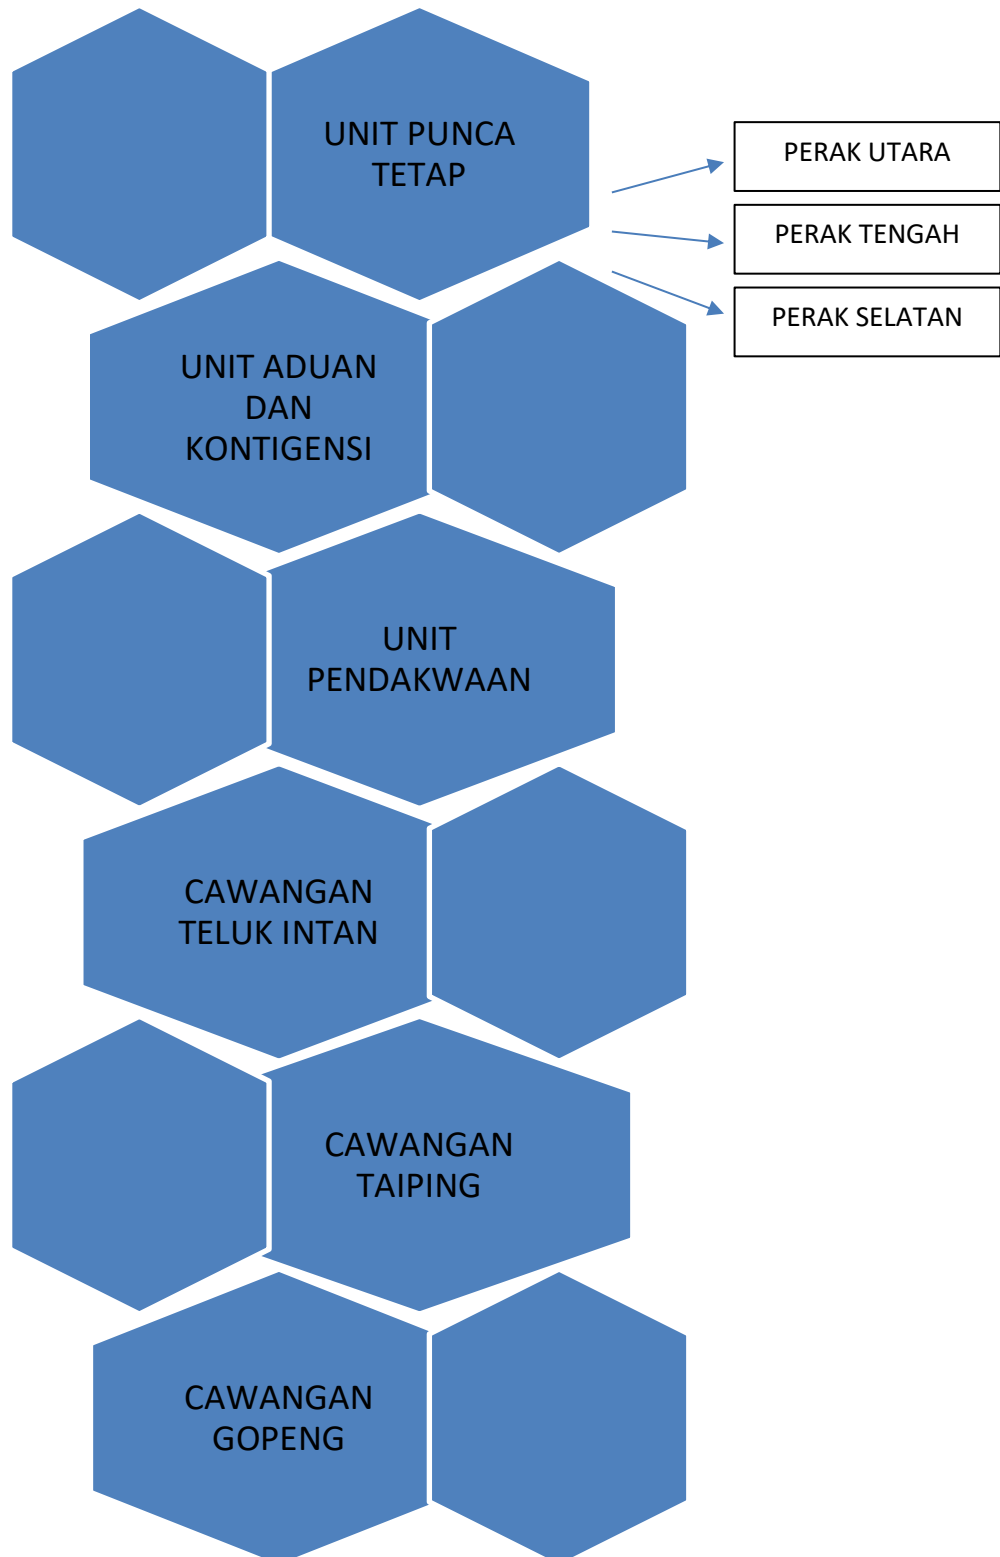 UNIT PUNCA
TETAP
PERAK UTARA
PERAK TENGAH
PERAK SELATAN
UNIT ADUAN
DAN
KONTIGENSI
UNIT
PENDAKWAAN
CAWANGAN
TELUK INTAN
CAWANGAN
TAIPING
CAWANGAN
GOPENG